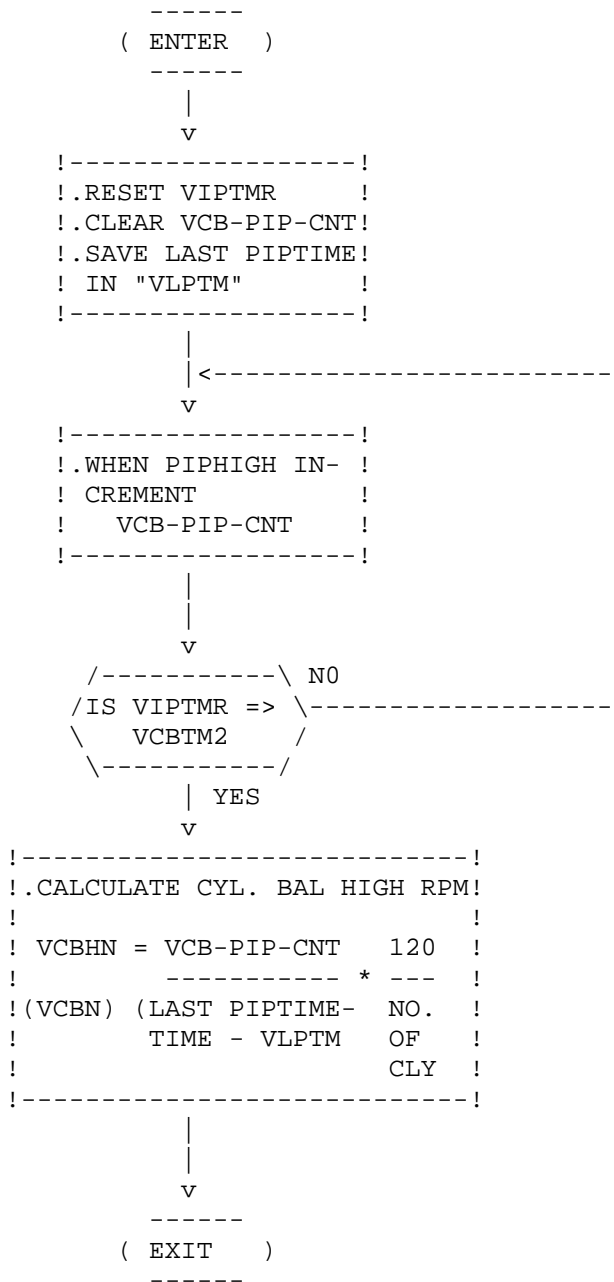 ------
( ENTER )
------
|
v
!------------------!
!.RESET VIPTMR !
!.CLEAR VCB-PIP-CNT!
!.SAVE LAST PIPTIME!
! IN "VLPTM" !
!------------------!
|
|<--------------------------
v
!------------------!
!.WHEN PIPHIGH IN- !
! CREMENT !
! VCB-PIP-CNT !
!------------------!
|
|
v
/-----------\ N0
/IS VIPTMR => \-------------------
\ VCBTM2 /
\-----------/
| YES
v
!-----------------------------!
!.CALCULATE CYL. BAL HIGH RPM!
! !
! VCBHN = VCB-PIP-CNT 120 !
! ----------- * --- !
!(VCBN) (LAST PIPTIME- NO. !
! TIME - VLPTM OF !
! CLY !
!-----------------------------!
|
|
v
------
( EXIT )
------